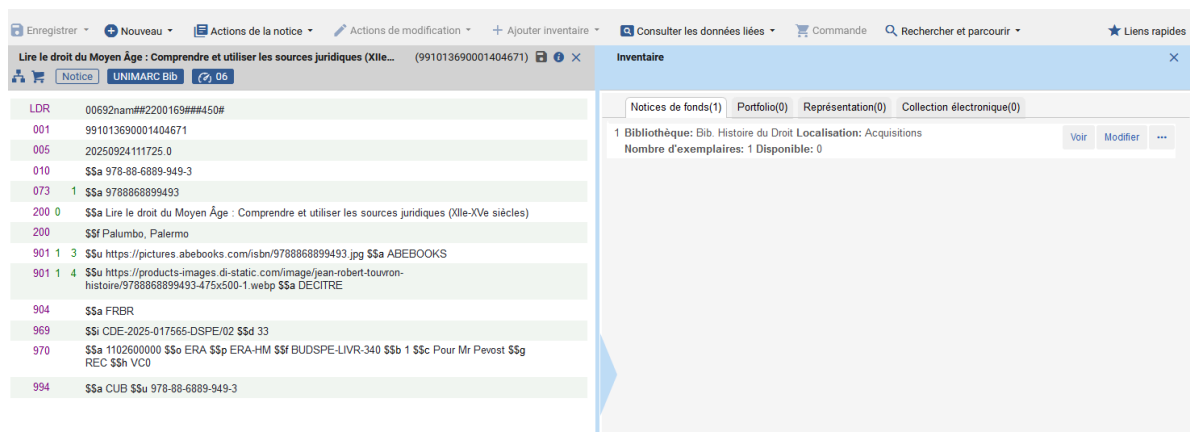 Enregistrer Nouveau Actions de la notice Actions de modification Ajouter inventaire Consulter les données liées Commande Rechercher et parcourir Liens rapides
Lire le droit du Moyen Âge : Comprendre et utiliser les sources juridiques (XIIe... (991013690001404671)
Notice UNIMARC Bib 06
LDR 00692nam##2200169###450#
001 991013690001404671
005 20250924111725.0
010 $$a 978-88-6889-949-3
073 1 $$a 9788868899493
200 0 $$a Lire le droit du Moyen Âge : Comprendre et utiliser les sources juridiques (XIIe-XVe siècles)
200 $$f Palumbo, Palermo
901 1 3 $$u https://pictures.abebooks.com/isbn/9788868899493.jpg $$a ABEBOOKS
901 1 4 $$u https://products-images.di-static.com/image/jean-robert-touvron-
histoire/9788868899493-475x500-1.webp $$a DECITRE
904 $$a FRBR
969 $$i CDE-2025-017565-DSPE/02 $$d 33
970 $$a 1102600000 $$o ERA $$p ERA-HM $$f BUDSPE-LIVR-340 $$b 1 $$c Pour Mr Pevost $$g
REC $$h VC0
994 $$a CUB $$u 978-88-6889-949-3
Inventaire
Notices de fonds(1) Portfolio(0) Représentation(0) Collection électronique(0)
1 Bibliothèque: Bib. Histoire du Droit Localisation: Acquisitions
Nombre d'exemplaires: 1 Disponible: 0
Voir Modifier ...